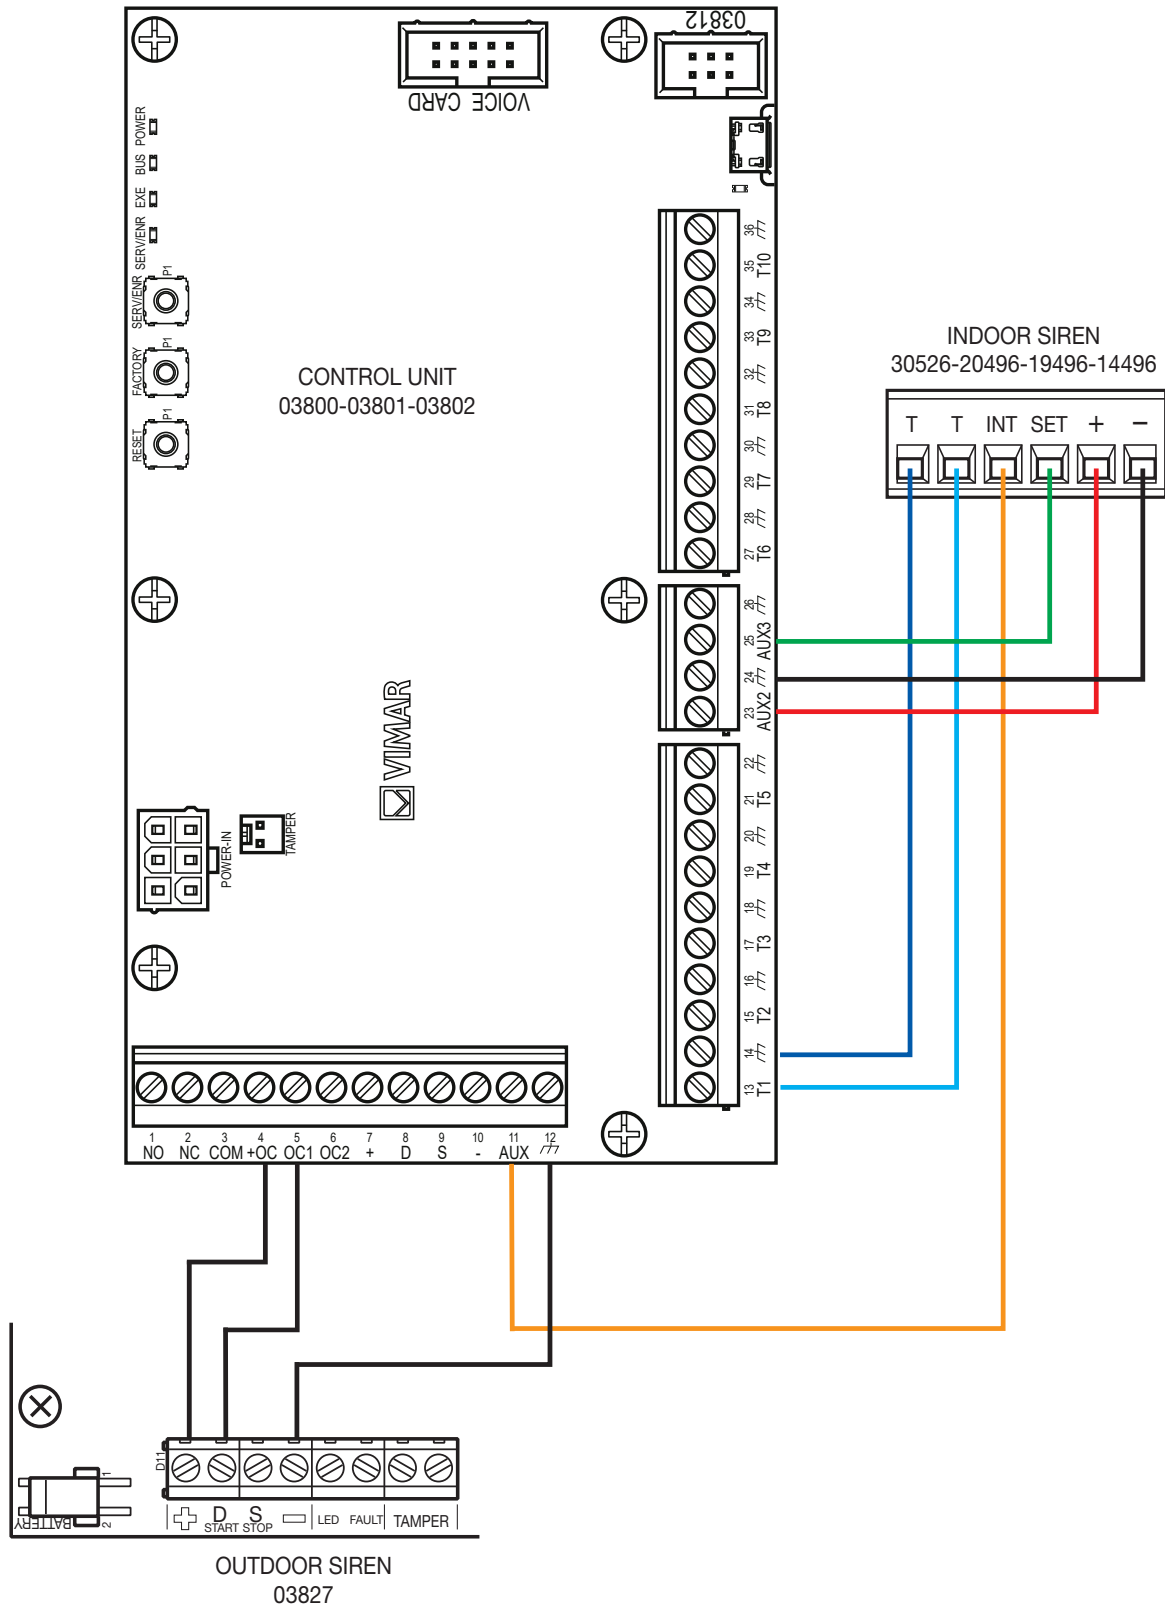 03812
VOICE CARD
POWER
BUS
EXE
SERV/ENR
P1
SERV/ENR
P1
FACTORY
P1
RESET
CONTROL UNIT
03800-03801-03802
36
35 T10
34
33 T9
32
31 T8
30
29 T7
28
27 T6
26
25 AUX3
24
23 AUX2
22
21 T5
20
19 T4
18
17 T3
16
15 T2
14
13 T1
INDOOR SIREN
30526-20496-19496-14496
T T INT SET + −
VIMAR
POWER-IN
TAMPER
1 2 3 4 5 6 7 8 9 10 11 12
NO NC COM +OC OC1 OC2 + D S - AUX
D11
1
2
BATTERY
D S LED FAULT TAMPER
START STOP
OUTDOOR SIREN
03827